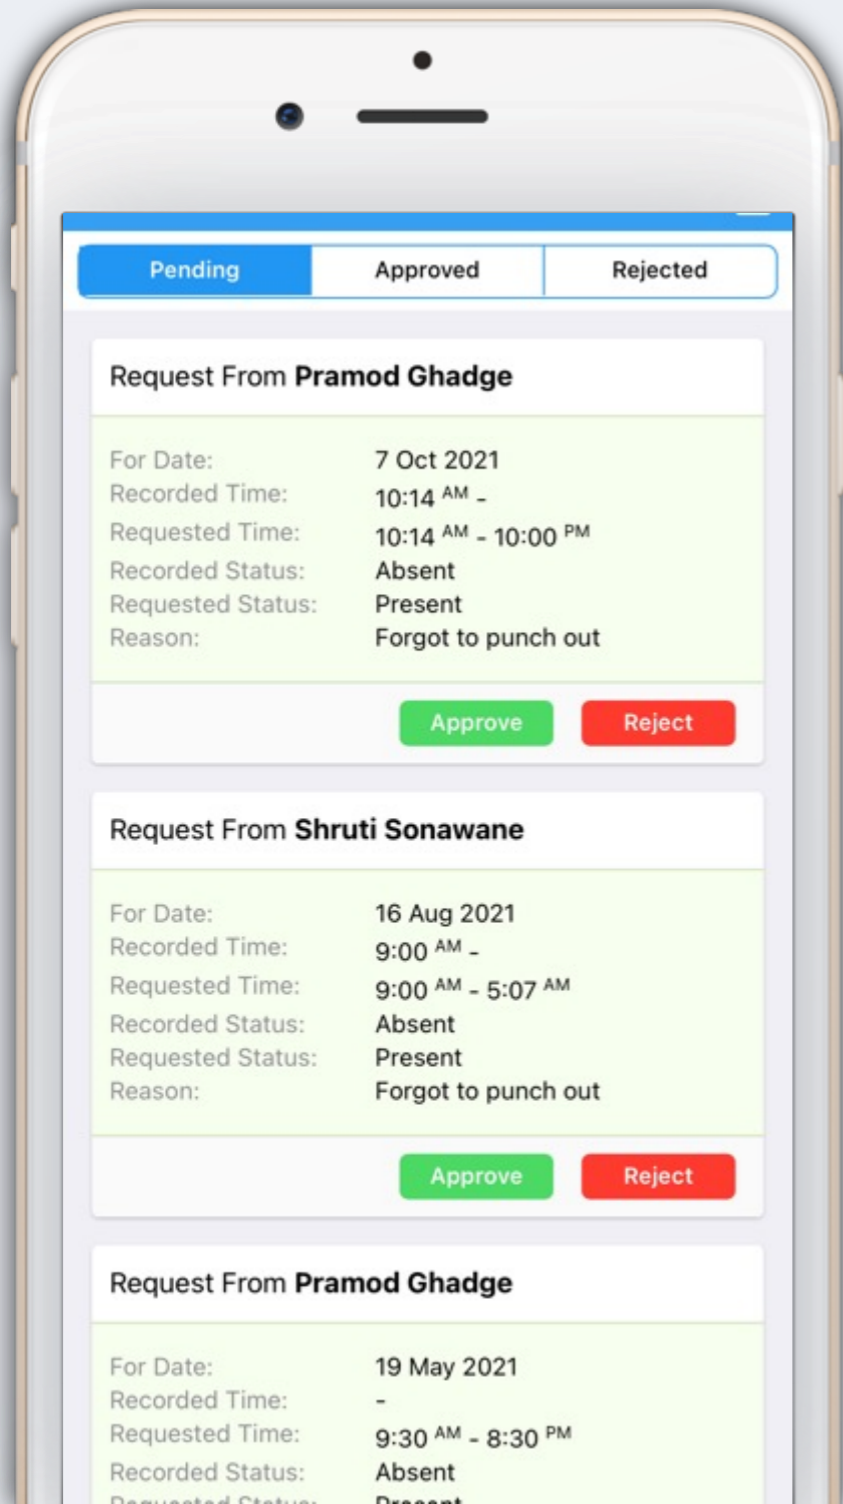 Pending Approved Rejected
Request From Pramod Ghadge
For Date: 7 Oct 2021
Recorded Time: 10:14 AM -
Requested Time: 10:14 AM - 10:00 PM
Recorded Status: Absent
Requested Status: Present
Reason: Forgot to punch out
Approve Reject
Request From Shruti Sonawane
For Date: 16 Aug 2021
Recorded Time: 9:00 AM -
Requested Time: 9:00 AM - 5:07 AM
Recorded Status: Absent
Requested Status: Present
Reason: Forgot to punch out
Approve Reject
Request From Pramod Ghadge
For Date: 19 May 2021
Recorded Time: -
Requested Time: 9:30 AM - 8:30 PM
Recorded Status: Absent
Requested Status: Present